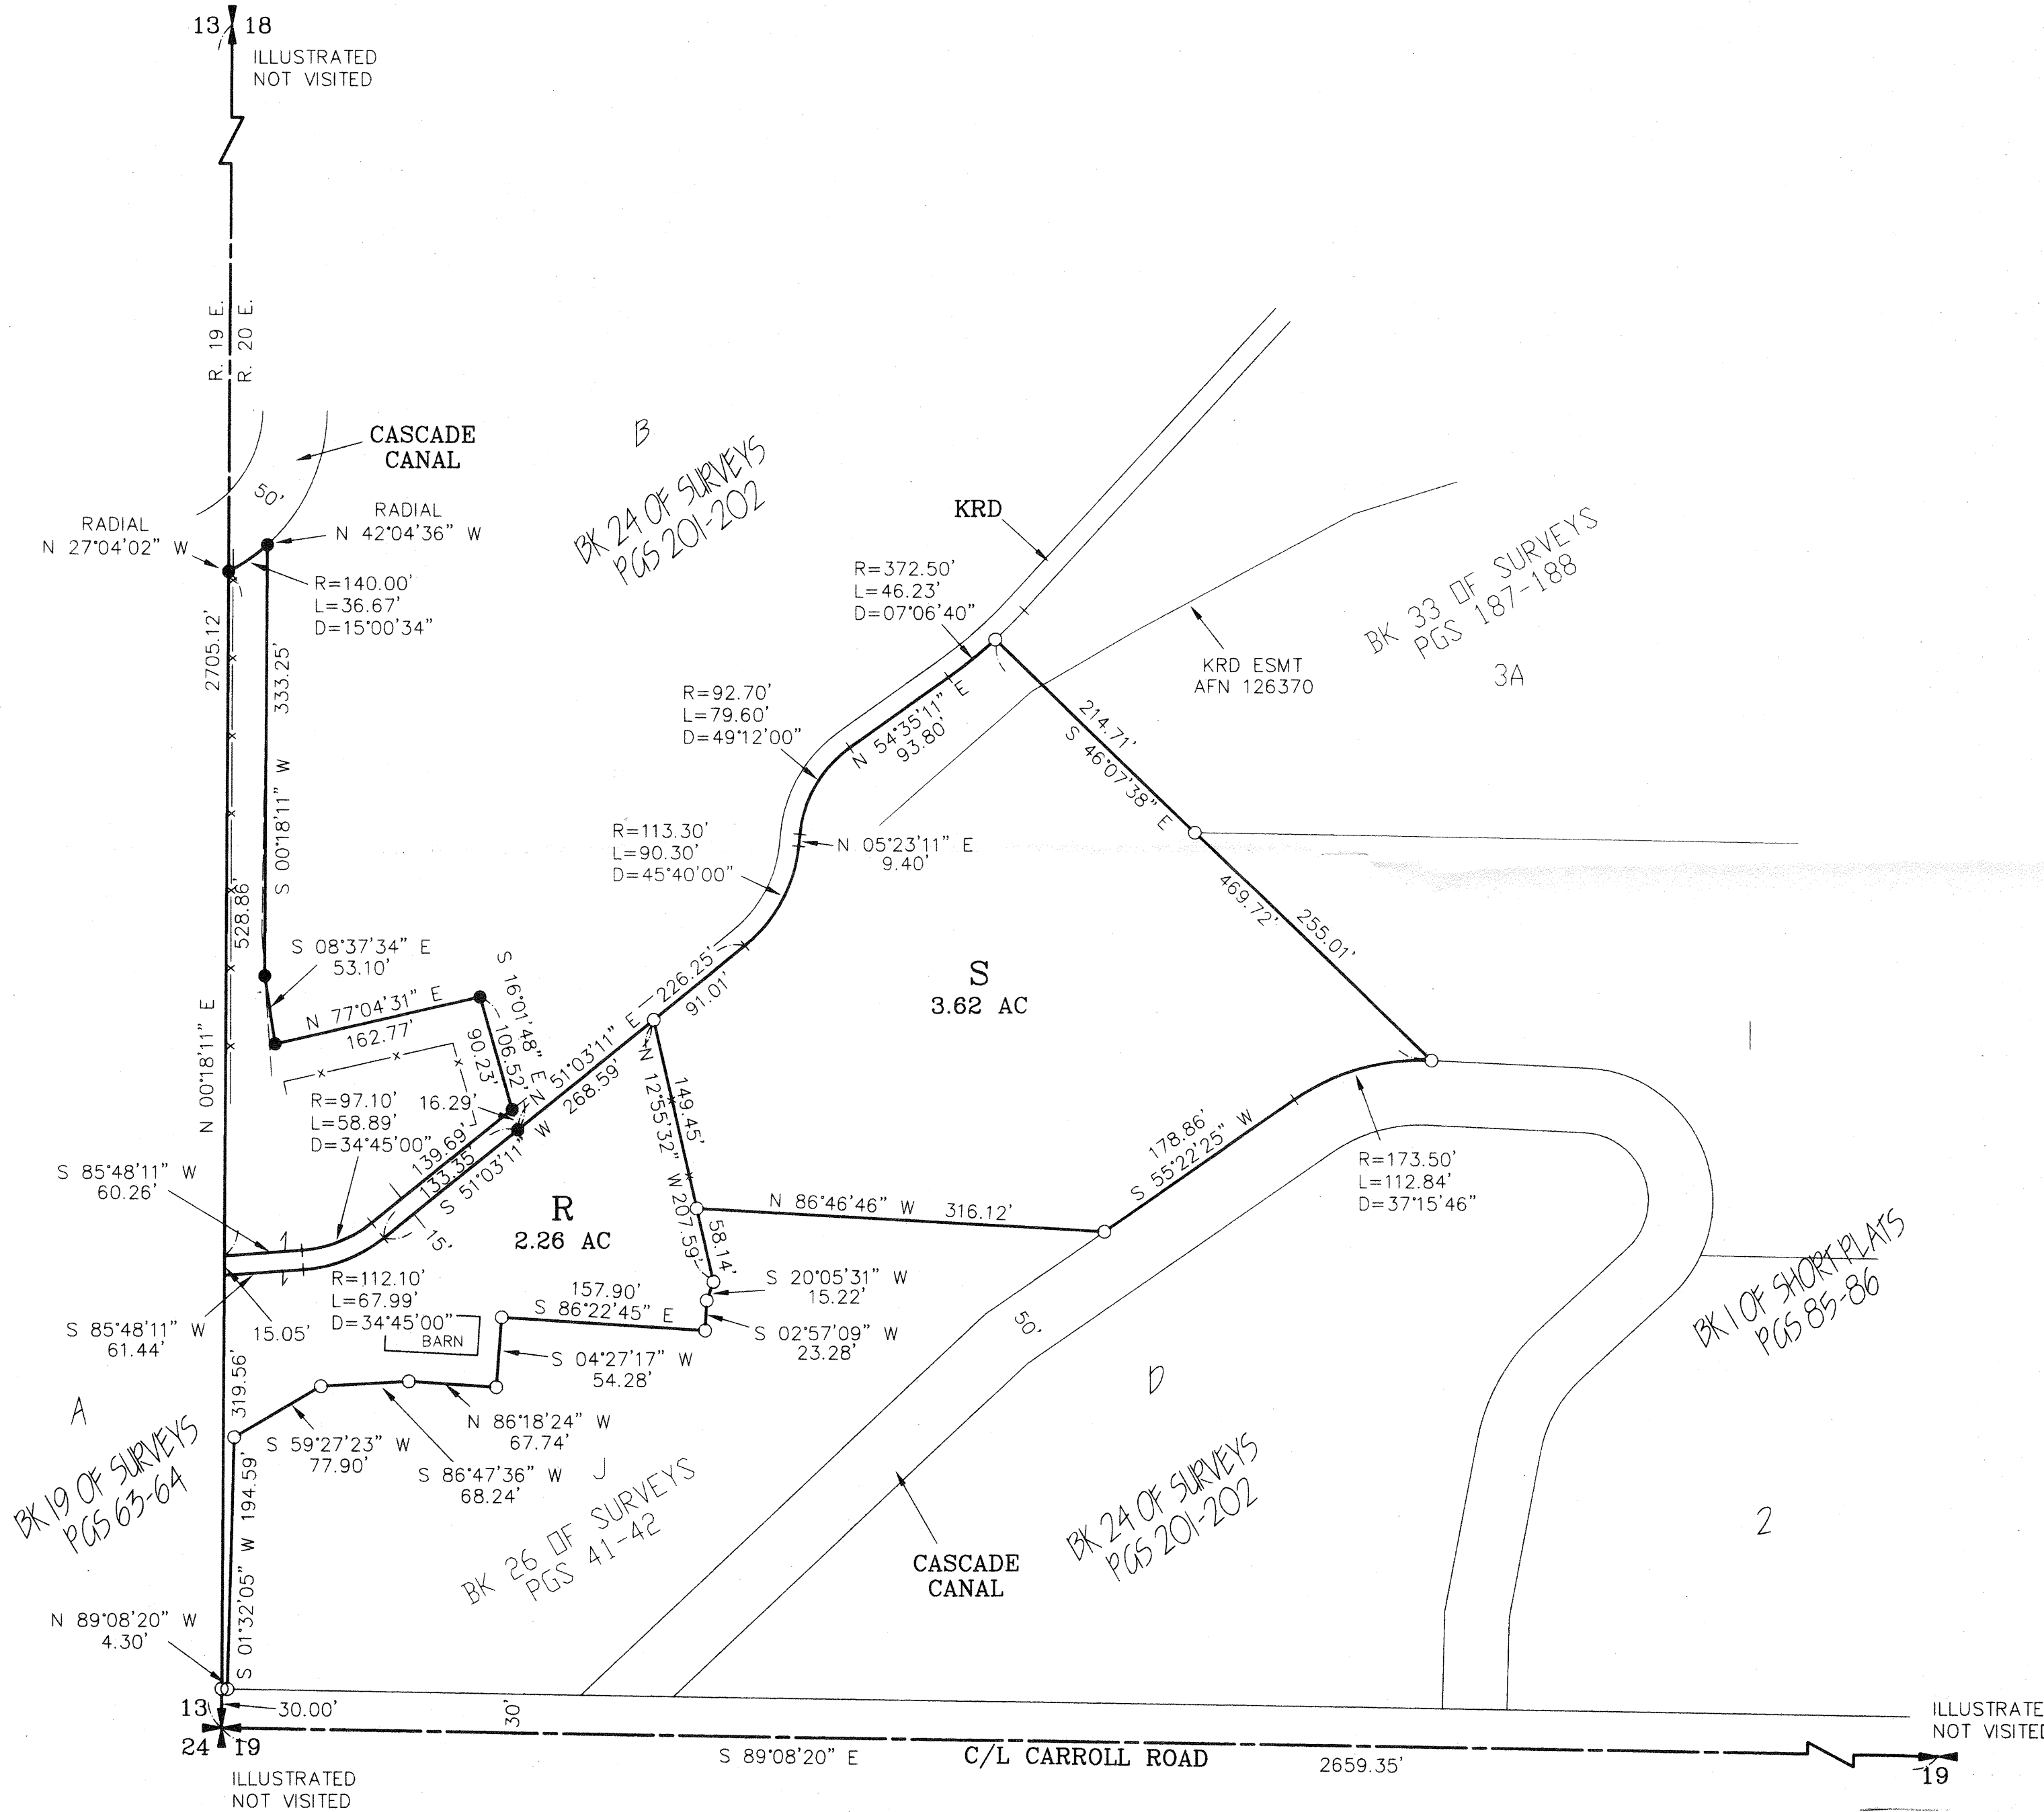 13 18
ILLUSTRATED
NOT VISITED
R. 19 E.
R. 20 E.
CASCADE
CANAL
50'
RADIAL
N 27°04'02" W
RADIAL
N 42°04'36" W
R=140.00'
L=36.67'
D=15°00'34"
B
BK 24 OF SURVEYS
PGS 201-202
KRD
R=372.50'
L=46.23'
D=07°06'40"
BK 33 OF SURVEYS
PGS 187-188
3A
KRD ESMT
AFN 126370
2705.12'
333.25'
S 00°18'11" W
528.86'
N 00°18'11" E
R=92.70'
L=79.60'
D=49°12'00"
N 54°35'11" E
93.80'
214.71'
S 46°07'38" E
R=113.30'
L=90.30'
D=45°40'00"
N 05°23'11" E
9.40'
469.72'
255.01'
S 08°37'34" E
53.10'
N 77°04'31" E
162.77'
S 16°01'48" E
106.52'
90.23'
16.29'
226.25'
91.01'
N 51°03'11" E
268.59'
S
3.62 AC
1
R=97.10'
L=58.89'
D=34°45'00"
139.69'
133.35'
S 51°03'11" W
15'
N 12°55'32" W
149.45'
207.59'
58.14'
S 85°48'11" W
60.26'
R
2.26 AC
N 86°46'46" W 316.12'
178.86'
S 55°22'25" W
R=173.50'
L=112.84'
D=37°15'46"
S 85°48'11" W
61.44'
15.05'
R=112.10'
L=67.99'
D=34°45'00"
BARN
157.90'
S 86°22'45" E
S 20°05'31" W
15.22'
S 02°57'09" W
23.28'
S 04°27'17" W
54.28'
50'
BK 1 OF SHORT PLATS
PGS 85-86
319.56'
A
BK 19 OF SURVEYS
PGS 63-64
S 59°27'23" W
77.90'
N 86°18'24" W
67.74'
S 86°47'36" W
68.24'
J
BK 26 OF SURVEYS
PGS 41-42
D
BK 24 OF SURVEYS
PGS 201-202
2
S 01°32'05" W 194.59'
CASCADE
CANAL
N 89°08'20" W
4.30'
13
30.00'
30'
24 19
ILLUSTRATED
NOT VISITED
S 89°08'20" E
C/L CARROLL ROAD
2659.35'
ILLUSTRATE
NOT VISITED
19